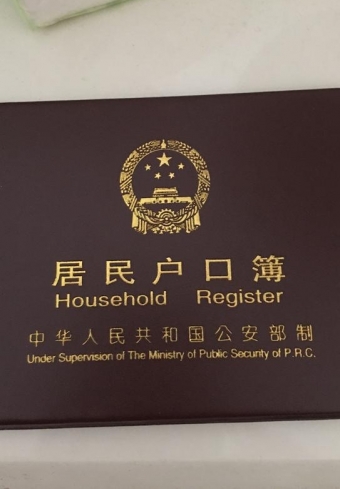 居民户口簿
Household Register
中华人民共和国公安部制
Under Supervision of The Ministry of Public Security of P.R.C.